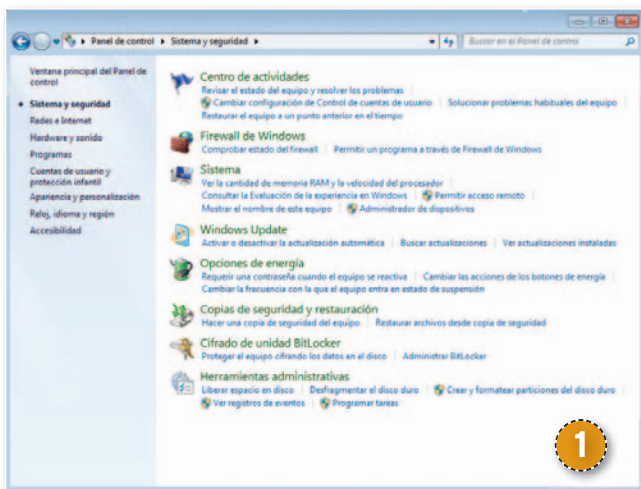 Panel de control Sistema y seguridad
Buscar en el Panel de control
Ventana principal del Panel de
control
Sistema y seguridad
Redes e Internet
Hardware y sonido
Programas
Cuentas de usuario y
protección infantil
Apariencia y personalización
Reloj, idioma y región
Accesibilidad
Centro de actividades
Revisar el estado del equipo y resolver los problemas
Cambiar configuración de Control de cuentas de usuario Solucionar problemas habituales del equipo
Restaurar el equipo a un punto anterior en el tiempo
Firewall de Windows
Comprobar estado del firewall Permitir un programa a través de Firewall de Windows
Sistema
Ver la cantidad de memoria RAM y la velocidad del procesador
Consultar la Evaluación de la experiencia en Windows Permitir acceso remoto
Mostrar el nombre de este equipo Administrador de dispositivos
Windows Update
Activar o desactivar la actualización automática Buscar actualizaciones Ver actualizaciones instaladas
Opciones de energía
Requerir una contraseña cuando el equipo se reactiva Cambiar las acciones de los botones de energía
Cambiar la frecuencia con la que el equipo entra en estado de suspensión
Copias de seguridad y restauración
Hacer una copia de seguridad del equipo Restaurar archivos desde copia de seguridad
Cifrado de unidad BitLocker
Proteger el equipo cifrando los datos en el disco Administrar BitLocker
Herramientas administrativas
Liberar espacio en disco Desfragmentar el disco duro Crear y formatear particiones del disco duro
Ver registros de eventos Programar tareas
1